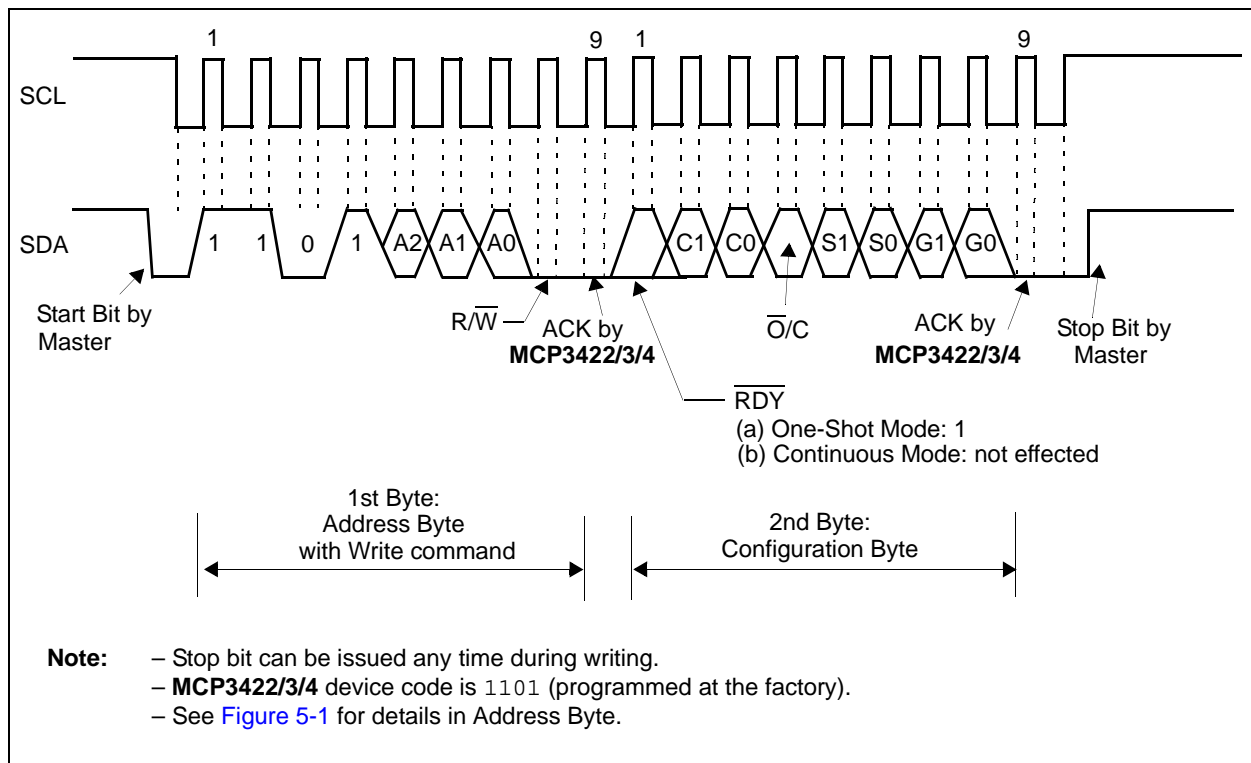 1 9 1 9
SCL
SDA
1 1 0 1 A2 A1 A0 C1 C0 S1 S0 G1 G0
Start Bit by
Master
R/W̅
ACK by
MCP3422/3/4
O̅/C
ACK by
MCP3422/3/4
Stop Bit by
Master
R̅D̅Y̅
(a) One-Shot Mode: 1
(b) Continuous Mode: not effected
1st Byte:
Address Byte
with Write command
2nd Byte:
Configuration Byte
Note: – Stop bit can be issued any time during writing.
– MCP3422/3/4 device code is 1101 (programmed at the factory).
– See Figure 5-1 for details in Address Byte.